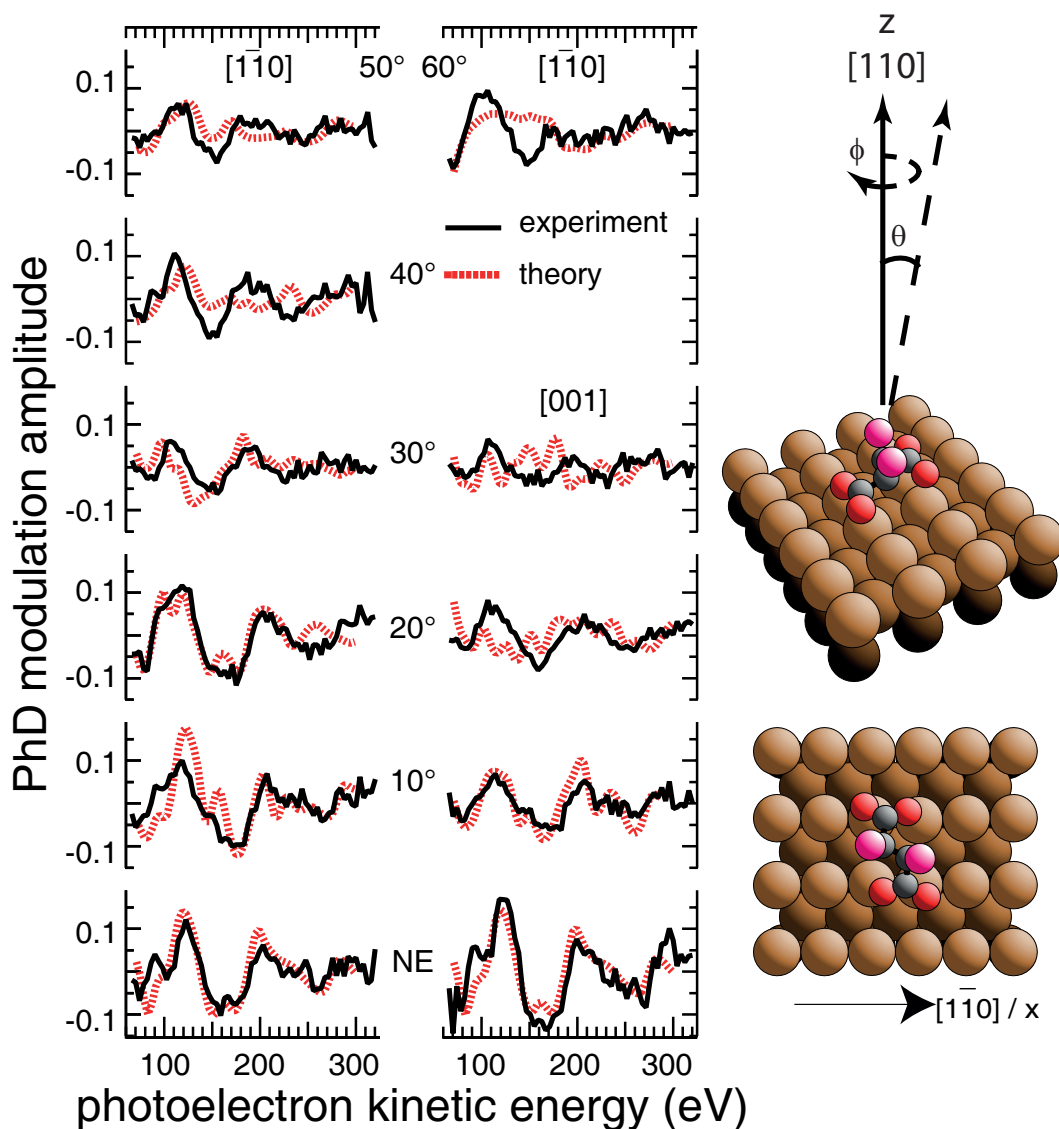 PhD modulation amplitude
[1̅10] 50° 60° [1̅10]
0.1
-0.1
experiment
theory
0.1
-0.1
40°
[001]
0.1
-0.1
30°
0.1
-0.1
20°
0.1
-0.1
10°
0.1
-0.1
NE
100 200 300 100 200 300
photoelectron kinetic energy (eV)
z
[110]
ϕ
θ
[11̅0] / x